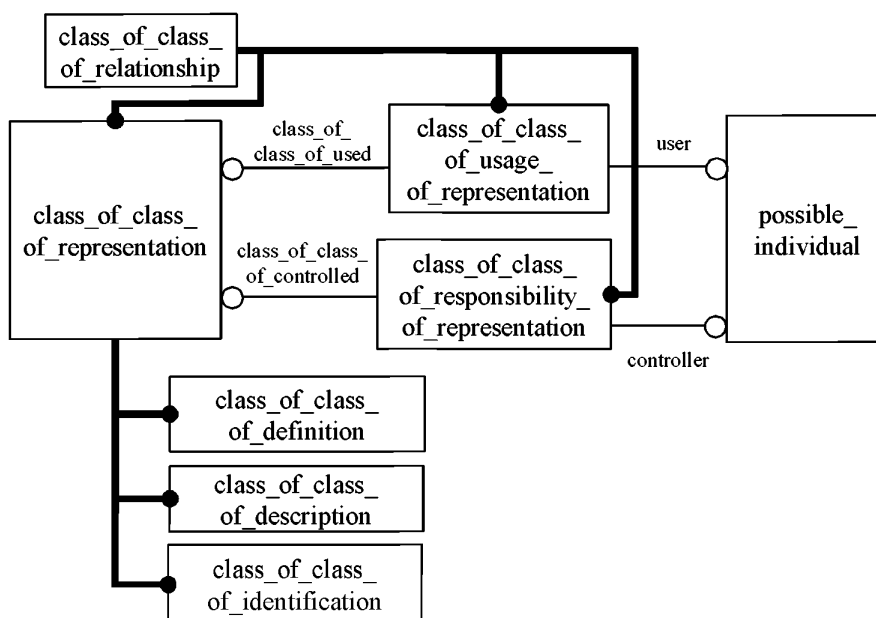 class_of_class_
of_relationship
class_of_
class_of_used
class_of_class_
of_usage_
of_representation
user
class_of_class_
of_representation
possible_
individual
class_of_class_
of_controlled
class_of_class_
of_responsibility_
of_representation
controller
class_of_class_
of_definition
class_of_class_
of_description
class_of_class_
of_identification